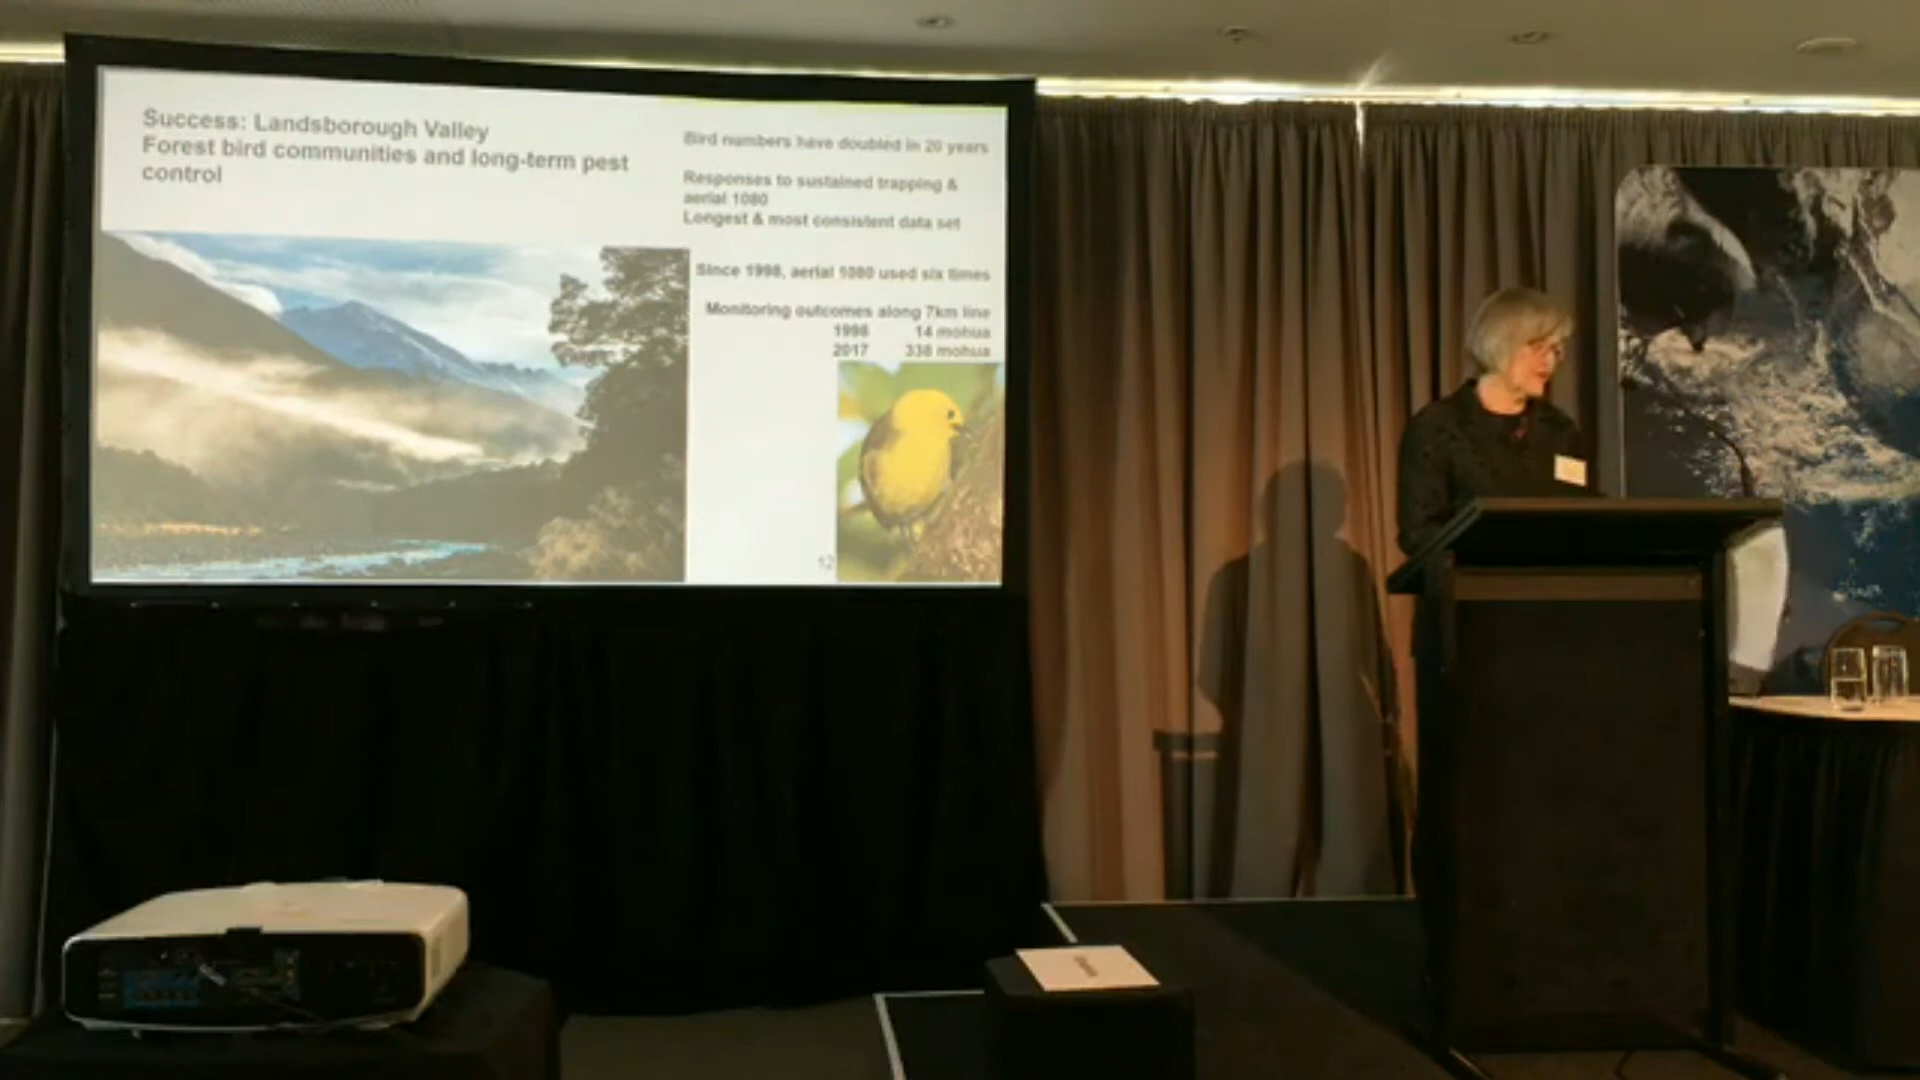 Success: Landsborough Valley
Forest bird communities and long-term pest
control
Bird numbers have doubled in 20 years
Responses to sustained trapping &
aerial 1080
Longest & most consistent data set
Since 1998, aerial 1080 used six times
Monitoring outcomes along 7km line
1998 14 mohua
2017 338 mohua
12